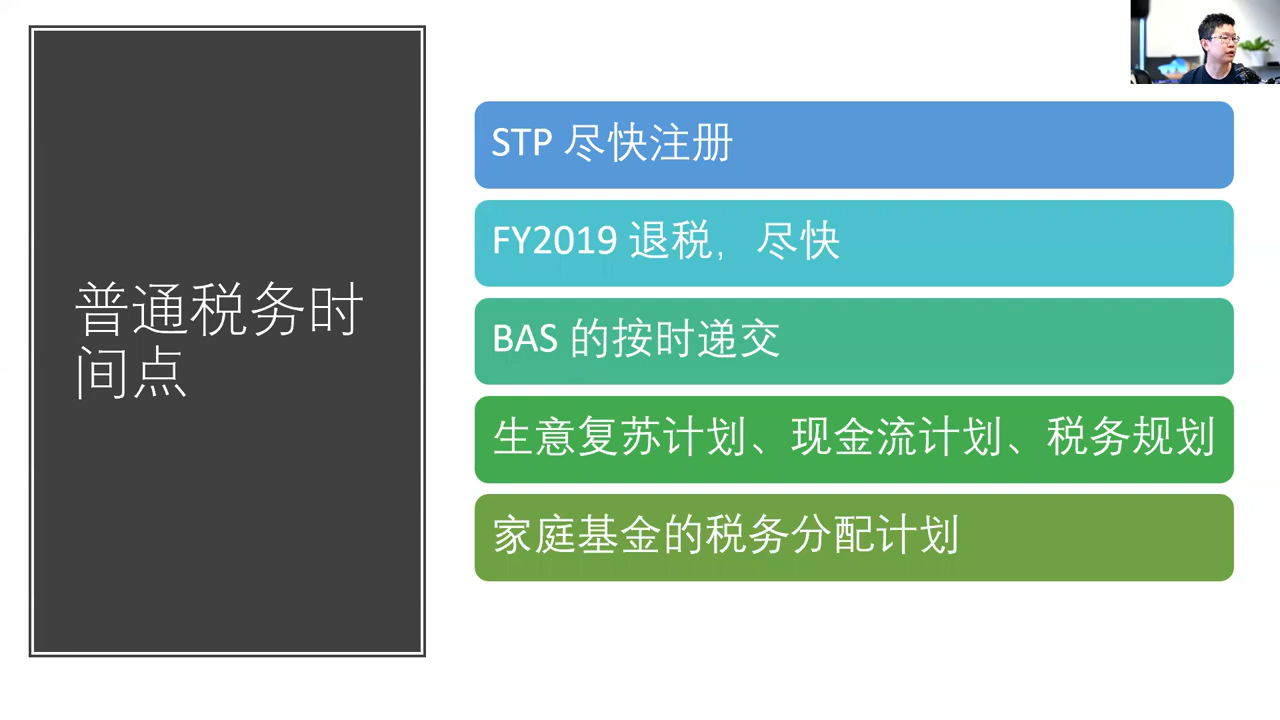 普通税务时
间点
STP 尽快注册
FY2019 退税，尽快
BAS 的按时递交
生意复苏计划、现金流计划、税务规划
家庭基金的税务分配计划